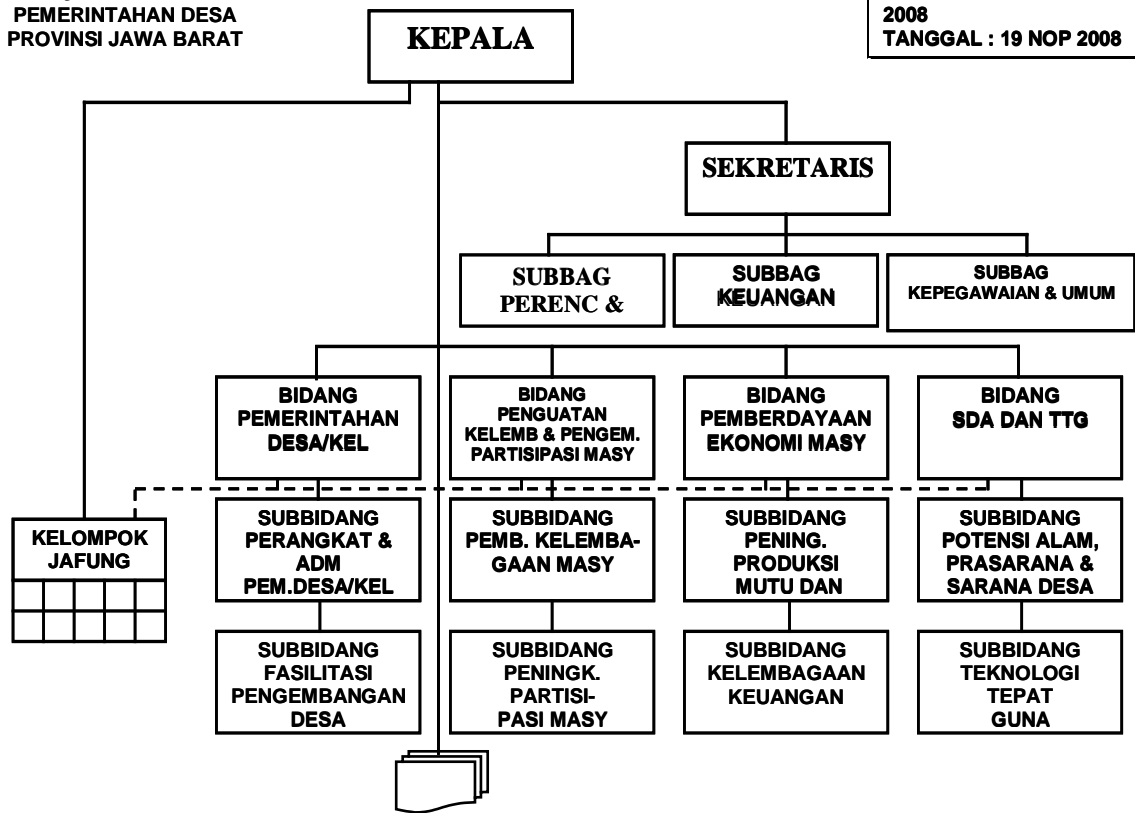 PEMERINTAHAN DESA
PROVINSI JAWA BARAT
2008
TANGGAL : 19 NOP 2008
KEPALA
SEKRETARIS
SUBBAG
PERENC &
SUBBAG
KEUANGAN
SUBBAG
KEPEGAWAIAN & UMUM
BIDANG
PEMERINTAHAN
DESA/KEL
BIDANG
PENGUATAN
KELEMB & PENGEM.
PARTISIPASI MASY
BIDANG
PEMBERDAYAAN
EKONOMI MASY
BIDANG
SDA DAN TTG
KELOMPOK
JAFUNG
SUBBIDANG
PERANGKAT &
ADM
PEM.DESA/KEL
SUBBIDANG
PEMB. KELEMBA-
GAAN MASY
SUBBIDANG
PENING.
PRODUKSI
MUTU DAN
SUBBIDANG
POTENSI ALAM,
PRASARANA &
SARANA DESA
SUBBIDANG
FASILITASI
PENGEMBANGAN
DESA
SUBBIDANG
PENINGK.
PARTISI-
PASI MASY
SUBBIDANG
KELEMBAGAAN
KEUANGAN
SUBBIDANG
TEKNOLOGI
TEPAT
GUNA